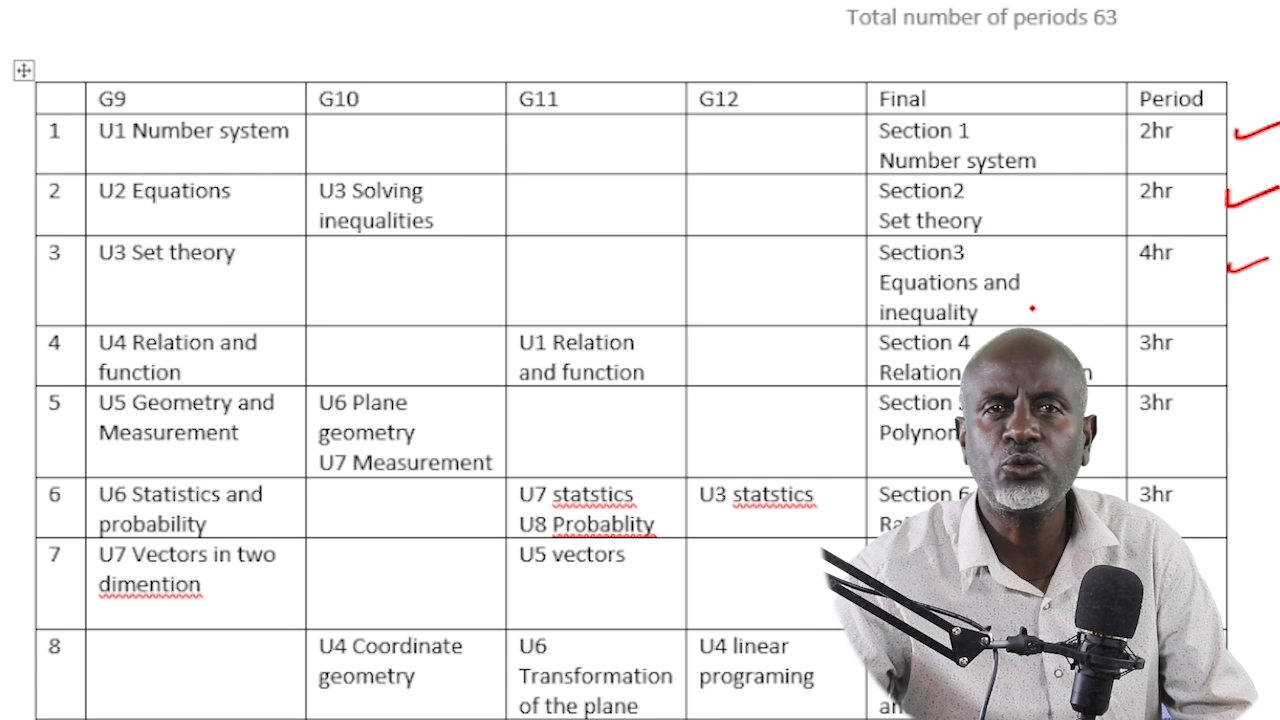 Total number of periods 63
G9 G10 G11 G12 Final Period
1 U1 Number system Section 1 2hr
Number system
2 U2 Equations U3 Solving Section2 2hr
inequalities Set theory
3 U3 Set theory Section3 4hr
Equations and
inequality
4 U4 Relation and U1 Relation Section 4 3hr
function and function Relation
5 U5 Geometry and U6 Plane Section 3hr
Measurement geometry
U7 Measurement
6 U6 Statistics and U7 statstics U3 statstics Section 6 3hr
probability U8 Probablity
7 U7 Vectors in two U5 vectors
dimention
8 U4 Coordinate U6 U4 linear
geometry Transformation programing
of the plane